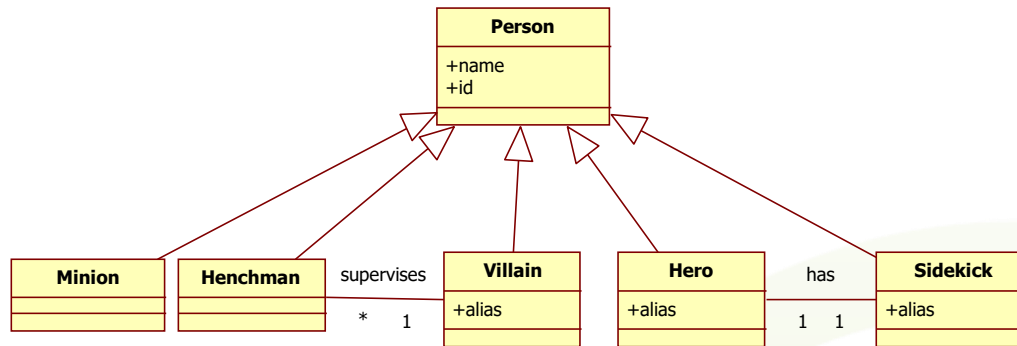 Person
+name
+id
Minion
Henchman
supervises
* 1
Villain
+alias
Hero
+alias
has
1 1
Sidekick
+alias